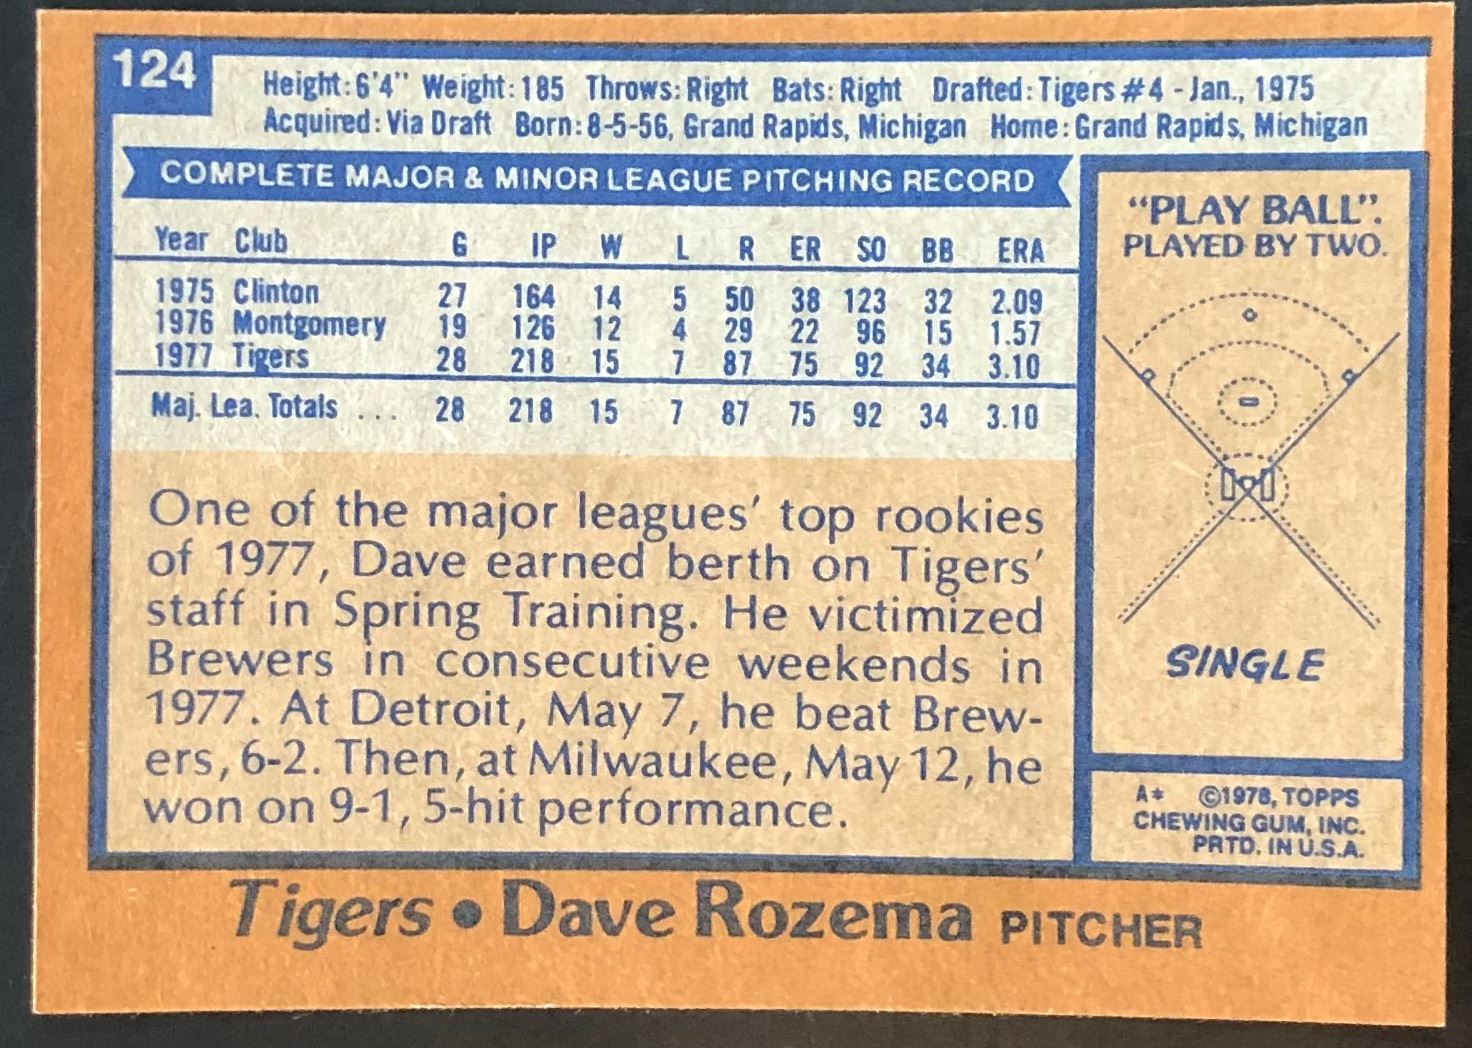 124
Height:6'4" Weight:185 Throws:Right Bats:Right Drafted:Tigers #4 - Jan., 1975
Acquired:Via Draft Born:8-5-56, Grand Rapids, Michigan Home:Grand Rapids, Michigan
COMPLETE MAJOR & MINOR LEAGUE PITCHING RECORD
Year Club G IP W L R ER SO BB ERA
1975 Clinton 27 164 14 5 50 38 123 32 2.09
1976 Montgomery 19 126 12 4 29 22 96 15 1.57
1977 Tigers 28 218 15 7 87 75 92 34 3.10
Maj. Lea. Totals ... 28 218 15 7 87 75 92 34 3.10
One of the major leagues' top rookies
of 1977, Dave earned berth on Tigers'
staff in Spring Training. He victimized
Brewers in consecutive weekends in
1977. At Detroit, May 7, he beat Brew-
ers, 6-2. Then, at Milwaukee, May 12, he
won on 9-1, 5-hit performance.
"PLAY BALL".
PLAYED BY TWO.
SINGLE
A* ©1978, TOPPS
CHEWING GUM, INC.
PRTD. IN U.S.A.
Tigers • Dave Rozema PITCHER